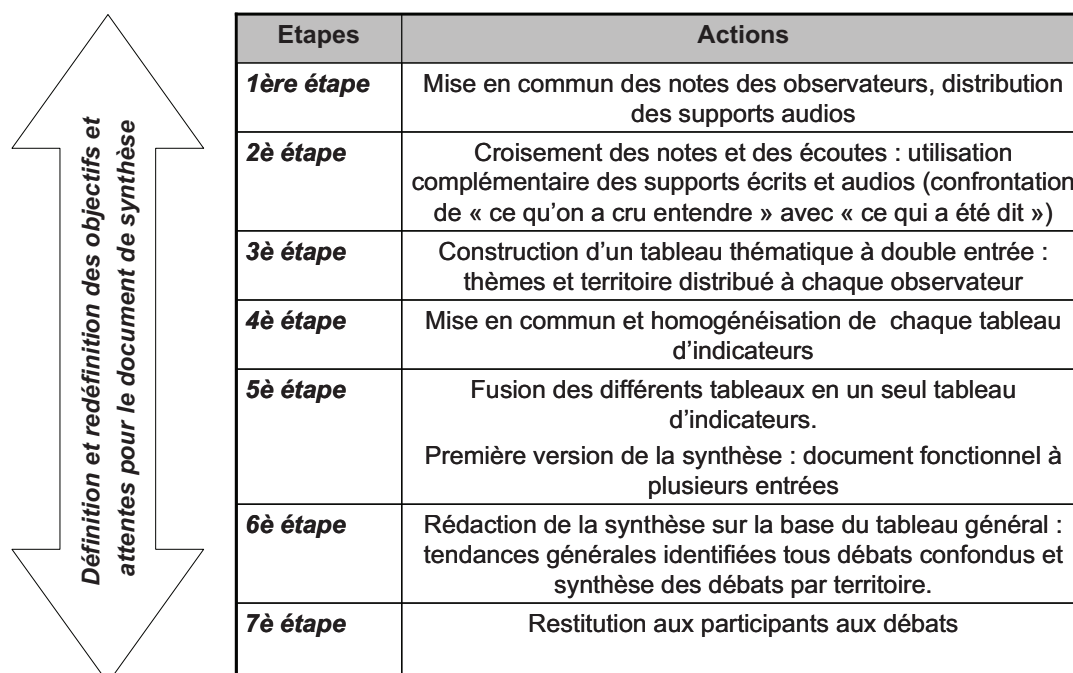 Définition et redéfinition des objectifs et
attentes pour le document de synthèse
Etapes
Actions
1ère étape
Mise en commun des notes des observateurs, distribution
des supports audios
2è étape
Croisement des notes et des écoutes : utilisation
complémentaire des supports écrits et audios (confrontation
de « ce qu’on a cru entendre » avec « ce qui a été dit »)
3è étape
Construction d’un tableau thématique à double entrée :
thèmes et territoire distribué à chaque observateur
4è étape
Mise en commun et homogénéisation de chaque tableau
d’indicateurs
5è étape
Fusion des différents tableaux en un seul tableau
d’indicateurs.
Première version de la synthèse : document fonctionnel à
plusieurs entrées
6è étape
Rédaction de la synthèse sur la base du tableau général :
tendances générales identifiées tous débats confondus et
synthèse des débats par territoire.
7è étape
Restitution aux participants aux débats